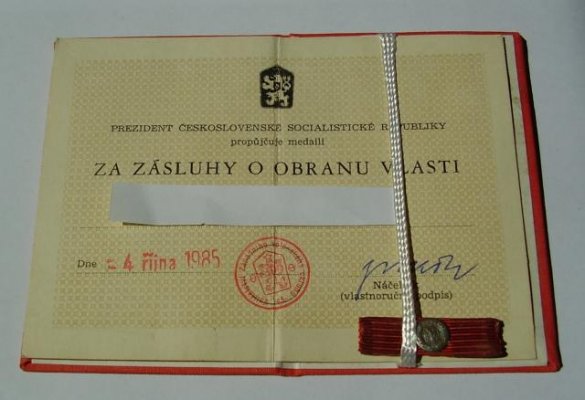 PREZIDENT ČESKOSLOVENSKÉ SOCIALISTICKÉ REPUBLIKY
propůjčuje medaili
ZA ZÁSLUHY O OBRANU VLASTI
Dne - 4 října 1985
(vlastnoruční podpis)